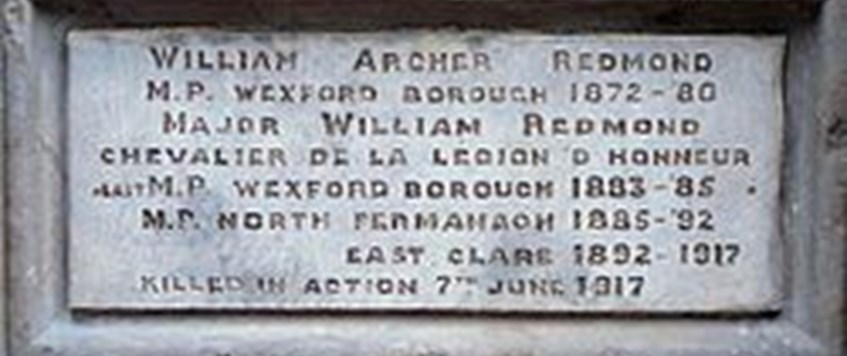 WILLIAM ARCHER REDMOND
M.P. WEXFORD BOROUGH 1872-80
MAJOR WILLIAM REDMOND
CHEVALIER DE LA LEGION D HONNEUR
LAST M.P. WEXFORD BOROUGH 1883-'85
M.P. NORTH FERMANAGH 1885-'92
EAST CLARE 1892-1917
KILLED IN ACTION 7TH JUNE 1917